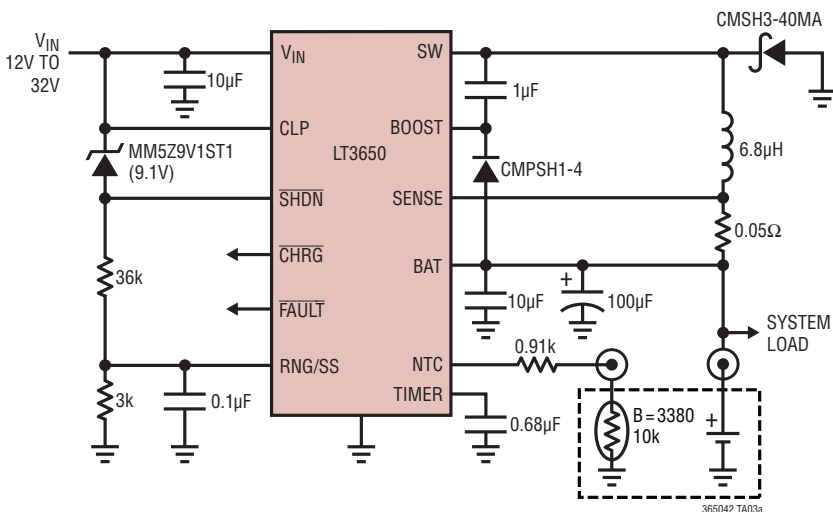 CMSH3-40MA
VIN
12V TO
32V
VIN
SW
10µF
1µF
CLP
BOOST
MM5Z9V1ST1
(9.1V)
LT3650
CMPSH1-4
6.8µH
SHDN
SENSE
0.05Ω
CHRG
BAT
36k
+
10µF
100µF
FAULT
SYSTEM
LOAD
0.91k
RNG/SS
NTC
TIMER
3k
0.1µF
0.68µF
B = 3380
10k
+
365042 TA03a